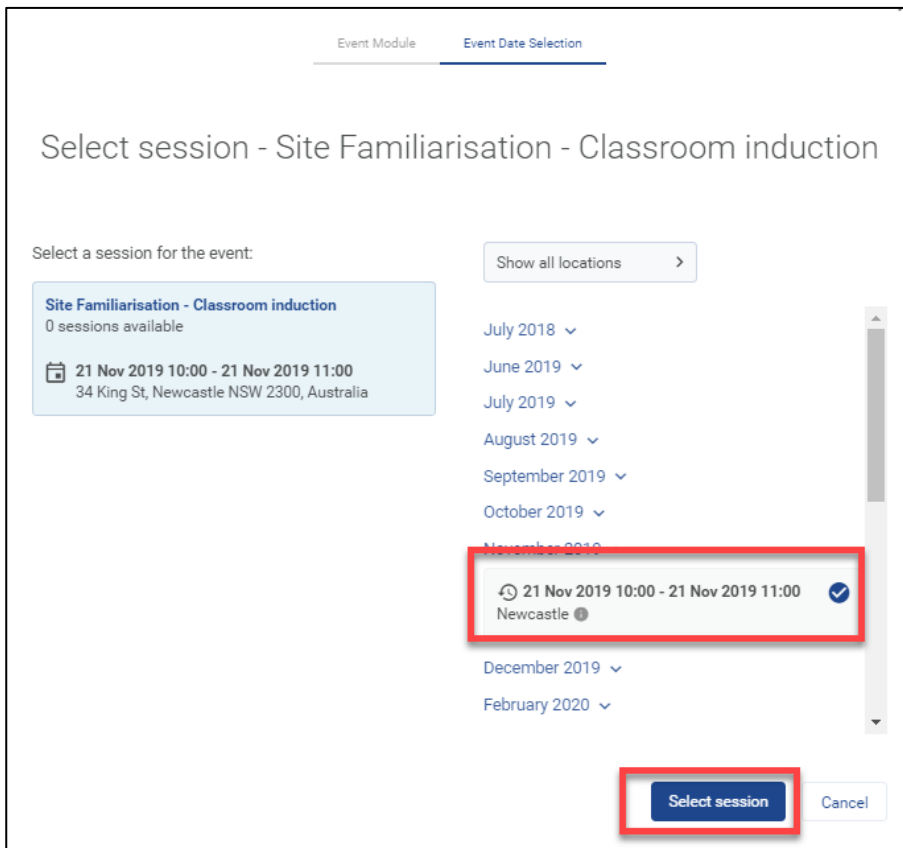 Event Module
Event Date Selection
Select session - Site Familiarisation - Classroom induction
Select a session for the event:
Site Familiarisation - Classroom induction
0 sessions available
21 Nov 2019 10:00 - 21 Nov 2019 11:00
34 King St, Newcastle NSW 2300, Australia
Show all locations
July 2018
June 2019
July 2019
August 2019
September 2019
October 2019
November 2019
21 Nov 2019 10:00 - 21 Nov 2019 11:00
Newcastle
December 2019
February 2020
Select session
Cancel